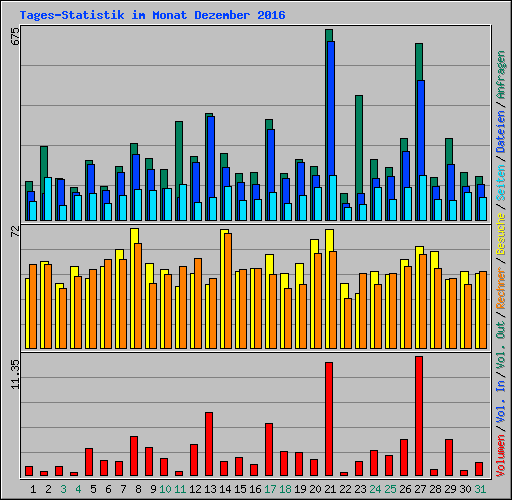 Tages-Statistik im Monat Dezember 2016
675
72
11.35
Volumen / Vol. In / Vol. Out / Rechner / Besuche / Seiten / Dateien / Anfragen
1 2 3 4 5 6 7 8 9 10 11 12 13 14 15 16 17 18 19 20 21 22 23 24 25 26 27 28 29 30 31